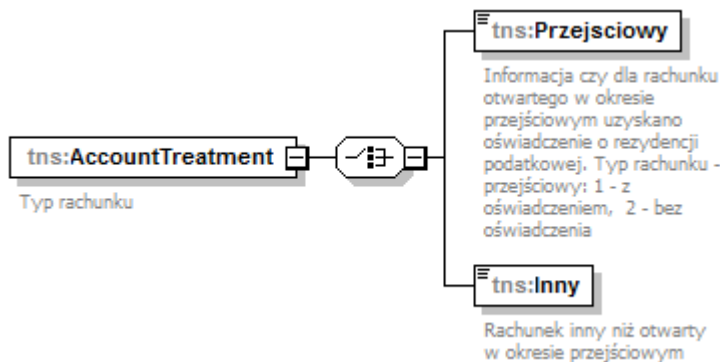 tns:Przejsciowy
Informacja czy dla rachunku
otwartego w okresie
przejściowym uzyskano
oświadczenie o rezydencji
podatkowej. Typ rachunku -
przejściowy: 1 - z
oświadczeniem,  2 - bez
oświadczenia
tns:AccountTreatment
Typ rachunku
tns:Inny
Rachunek inny niż otwarty
w okresie przejściowym